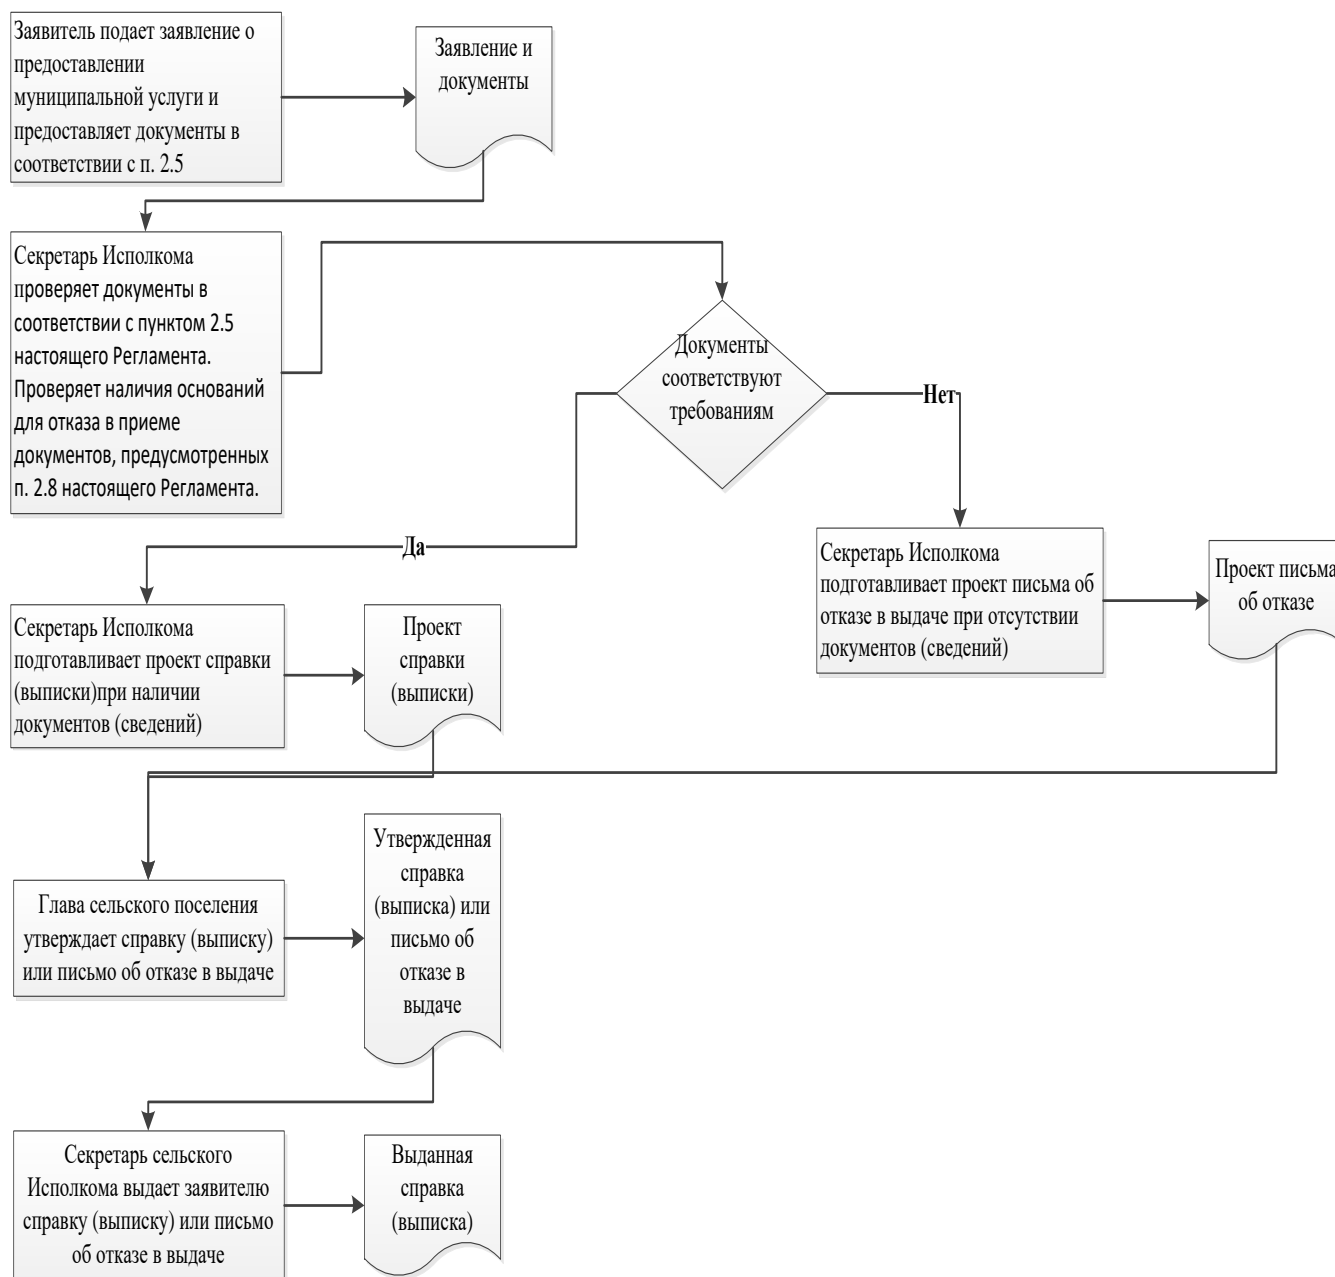 Заявитель подает заявление о
предоставлении
муниципальной услуги и
предоставляет документы в
соответствии с п. 2.5
Заявление и
документы
Секретарь Исполкома
проверяет документы в
соответствии с пунктом 2.5
настоящего Регламента.
Проверяет наличия оснований
для отказа в приеме
документов, предусмотренных
п. 2.8 настоящего Регламента.
Документы
соответствуют
требованиям
Нет
Да
Секретарь Исполкома
подготавливает проект письма об
отказе в выдаче при отсутствии
документов (сведений)
Проект письма
об отказе
Секретарь Исполкома
подготавливает проект справки
(выписки)при наличии
документов (сведений)
Проект
справки
(выписки)
Глава сельского поселения
утверждает справку (выписку)
или письмо об отказе в выдаче
Утвержденная
справка
(выписка) или
письмо об
отказе в
выдаче
Секретарь сельского
Исполкома выдает заявителю
справку (выписку) или письмо
об отказе в выдаче
Выданная
справка
(выписка)